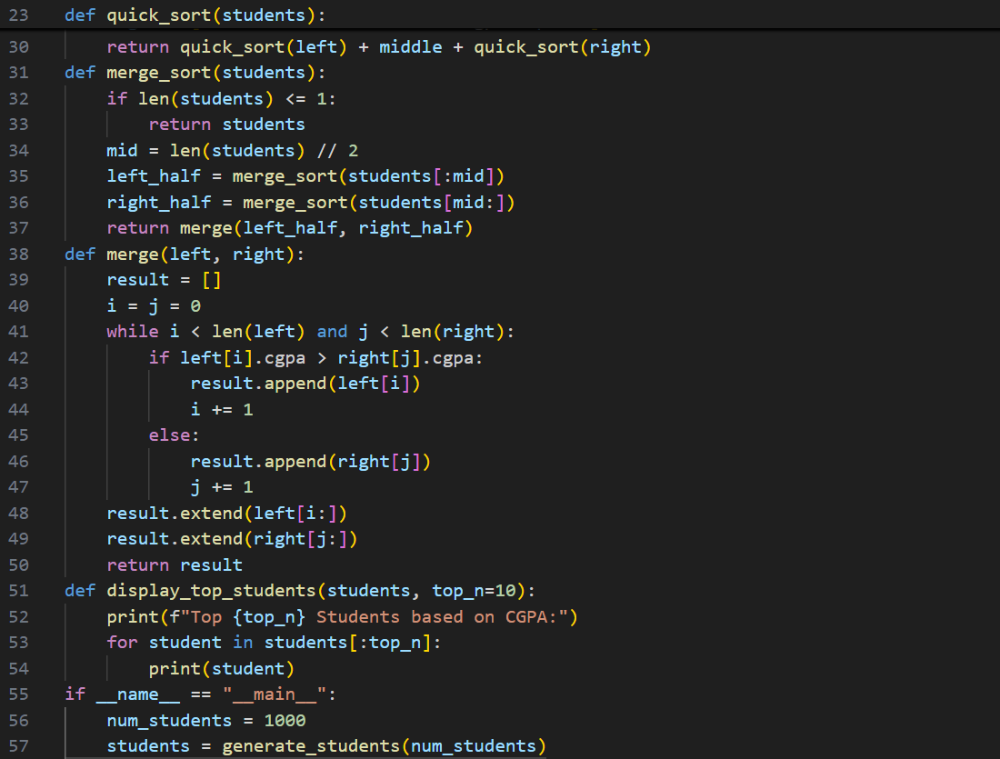 23 def quick_sort(students):
30     return quick_sort(left) + middle + quick_sort(right)
31 def merge_sort(students):
32     if len(students) <= 1:
33         return students
34     mid = len(students) // 2
35     left_half = merge_sort(students[:mid])
36     right_half = merge_sort(students[mid:])
37     return merge(left_half, right_half)
38 def merge(left, right):
39     result = []
40     i = j = 0
41     while i < len(left) and j < len(right):
42         if left[i].cgpa > right[j].cgpa:
43             result.append(left[i])
44             i += 1
45         else:
46             result.append(right[j])
47             j += 1
48     result.extend(left[i:])
49     result.extend(right[j:])
50     return result
51 def display_top_students(students, top_n=10):
52     print(f"Top {top_n} Students based on CGPA:")
53     for student in students[:top_n]:
54         print(student)
55 if __name__ == "__main__":
56     num_students = 1000
57     students = generate_students(num_students)